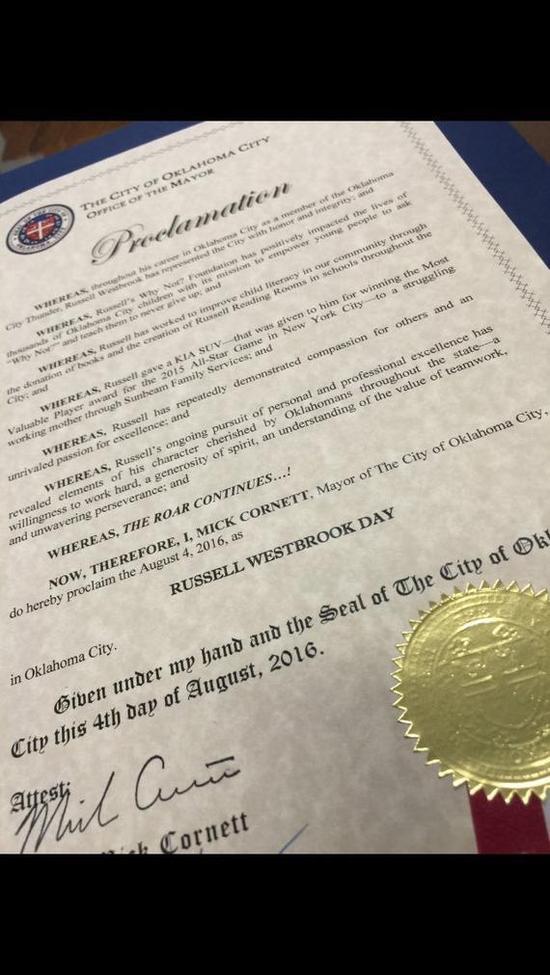 THE CITY OF OKLAHOMA CITY
OFFICE OF THE MAYOR
Proclamation
WHEREAS, throughout his career in Oklahoma City as a member of the Oklahoma
City Thunder, Russell Westbrook has represented the City with honor and integrity; and
WHEREAS, Russell's Why Not? Foundation has positively impacted the lives of
thousands of Oklahoma City children with its mission to empower young people to ask
"Why Not?" and teach them to never give up; and
WHEREAS, Russell has worked to improve child literacy in our community through
the donation of books and the creation of Russell Reading Rooms in schools throughout the
City; and
WHEREAS, Russell gave a KIA SUV—that was given to him for winning the Most
Valuable Player award for the 2015 All-Star Game in New York City—to a struggling
working mother through Sunbeam Family Services; and
WHEREAS, Russell has repeatedly demonstrated compassion for others and an
unrivaled passion for excellence; and
WHEREAS, Russell's ongoing pursuit of personal and professional excellence has
revealed elements of his character cherished by Oklahomans throughout the state—a
willingness to work hard, a generosity of spirit, an understanding of the value of teamwork,
and unwavering perseverance; and
WHEREAS, THE ROAR CONTINUES...!
NOW, THEREFORE, I, MICK CORNETT, Mayor of The City of Oklahoma City,
do hereby proclaim the August 4, 2016, as
RUSSELL WESTBROOK DAY
in Oklahoma City.
Given under my hand and the Seal of The City of Okl
City this 4th day of August, 2016.
Attest:
Mick Cornett